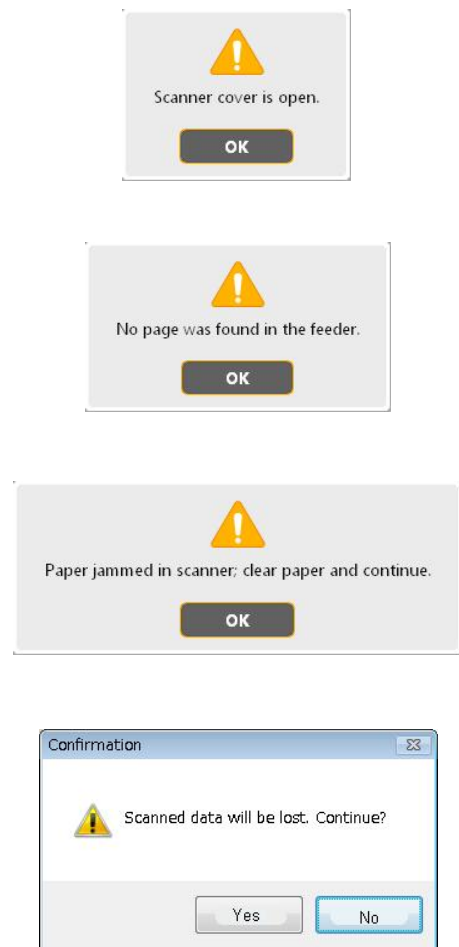 Scanner cover is open.
OK
No page was found in the feeder.
OK
Paper jammed in scanner; clear paper and continue.
OK
Confirmation
Scanned data will be lost. Continue?
Yes No